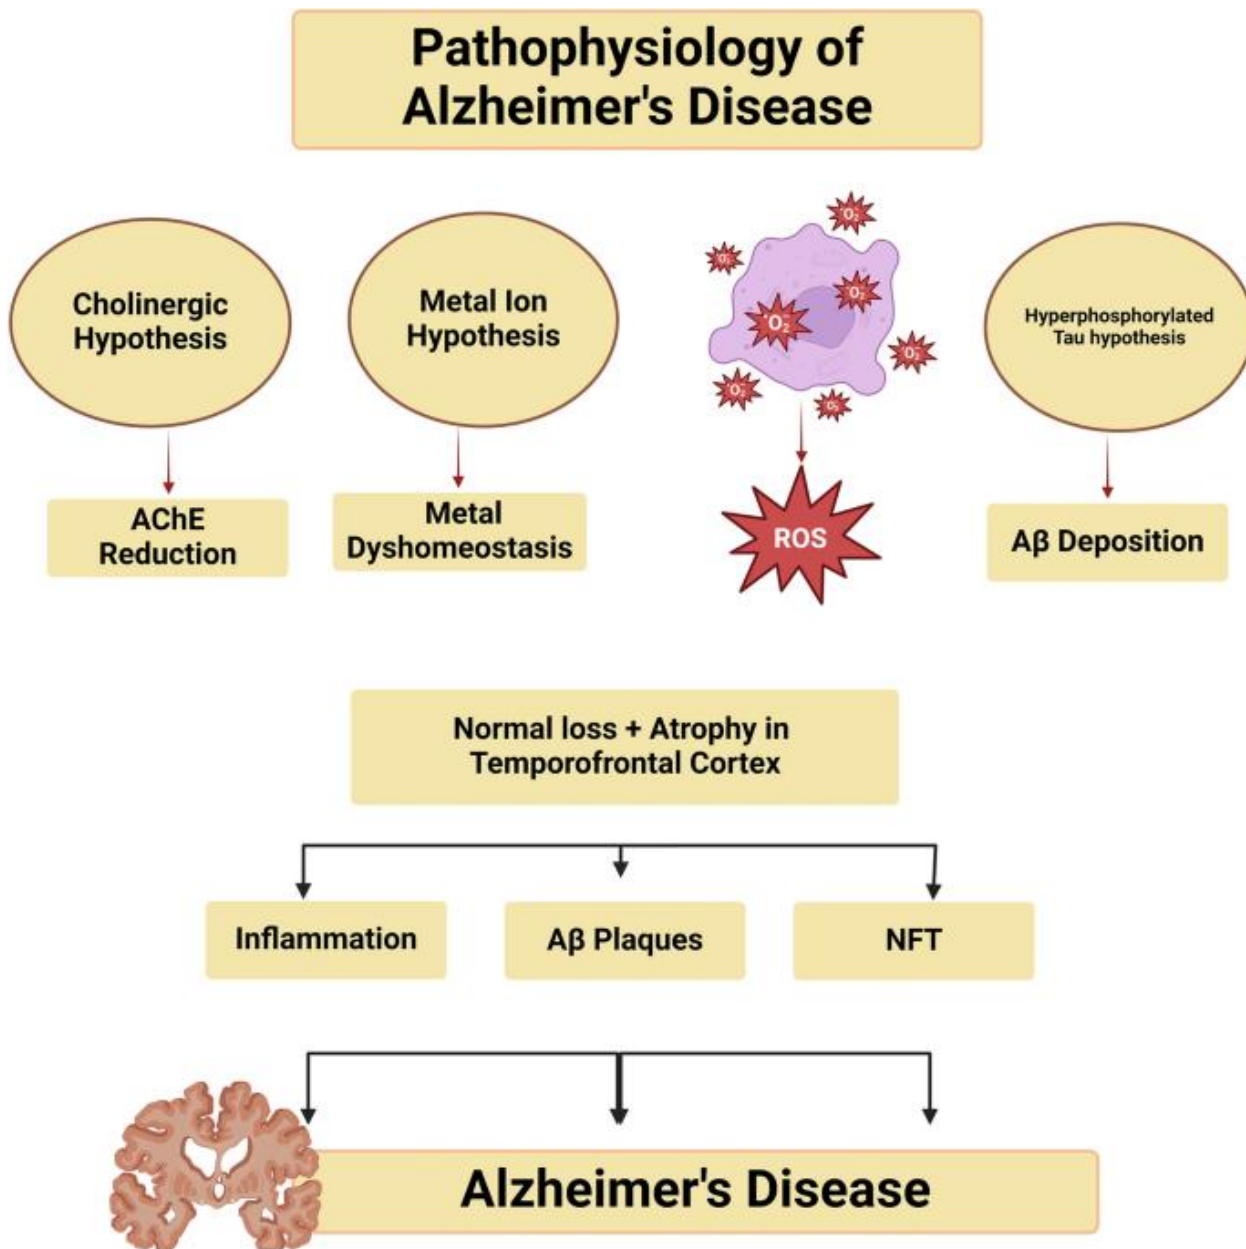 Pathophysiology of
Alzheimer's Disease
Cholinergic
Hypothesis
Metal Ion
Hypothesis
Hyperphosphorylated
Tau hypothesis
AChE
Reduction
Metal
Dyshomeostasis
ROS
Aβ Deposition
Normal loss + Atrophy in
Temporofrontal Cortex
Inflammation
Aβ Plaques
NFT
Alzheimer's Disease